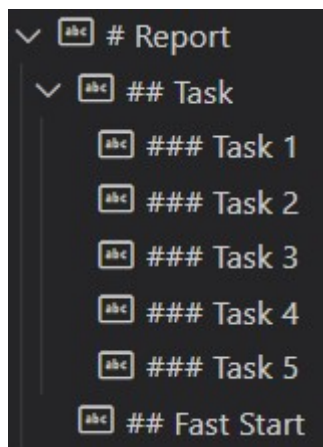 # Report
## Task
### Task 1
### Task 2
### Task 3
### Task 4
### Task 5
## Fast Start